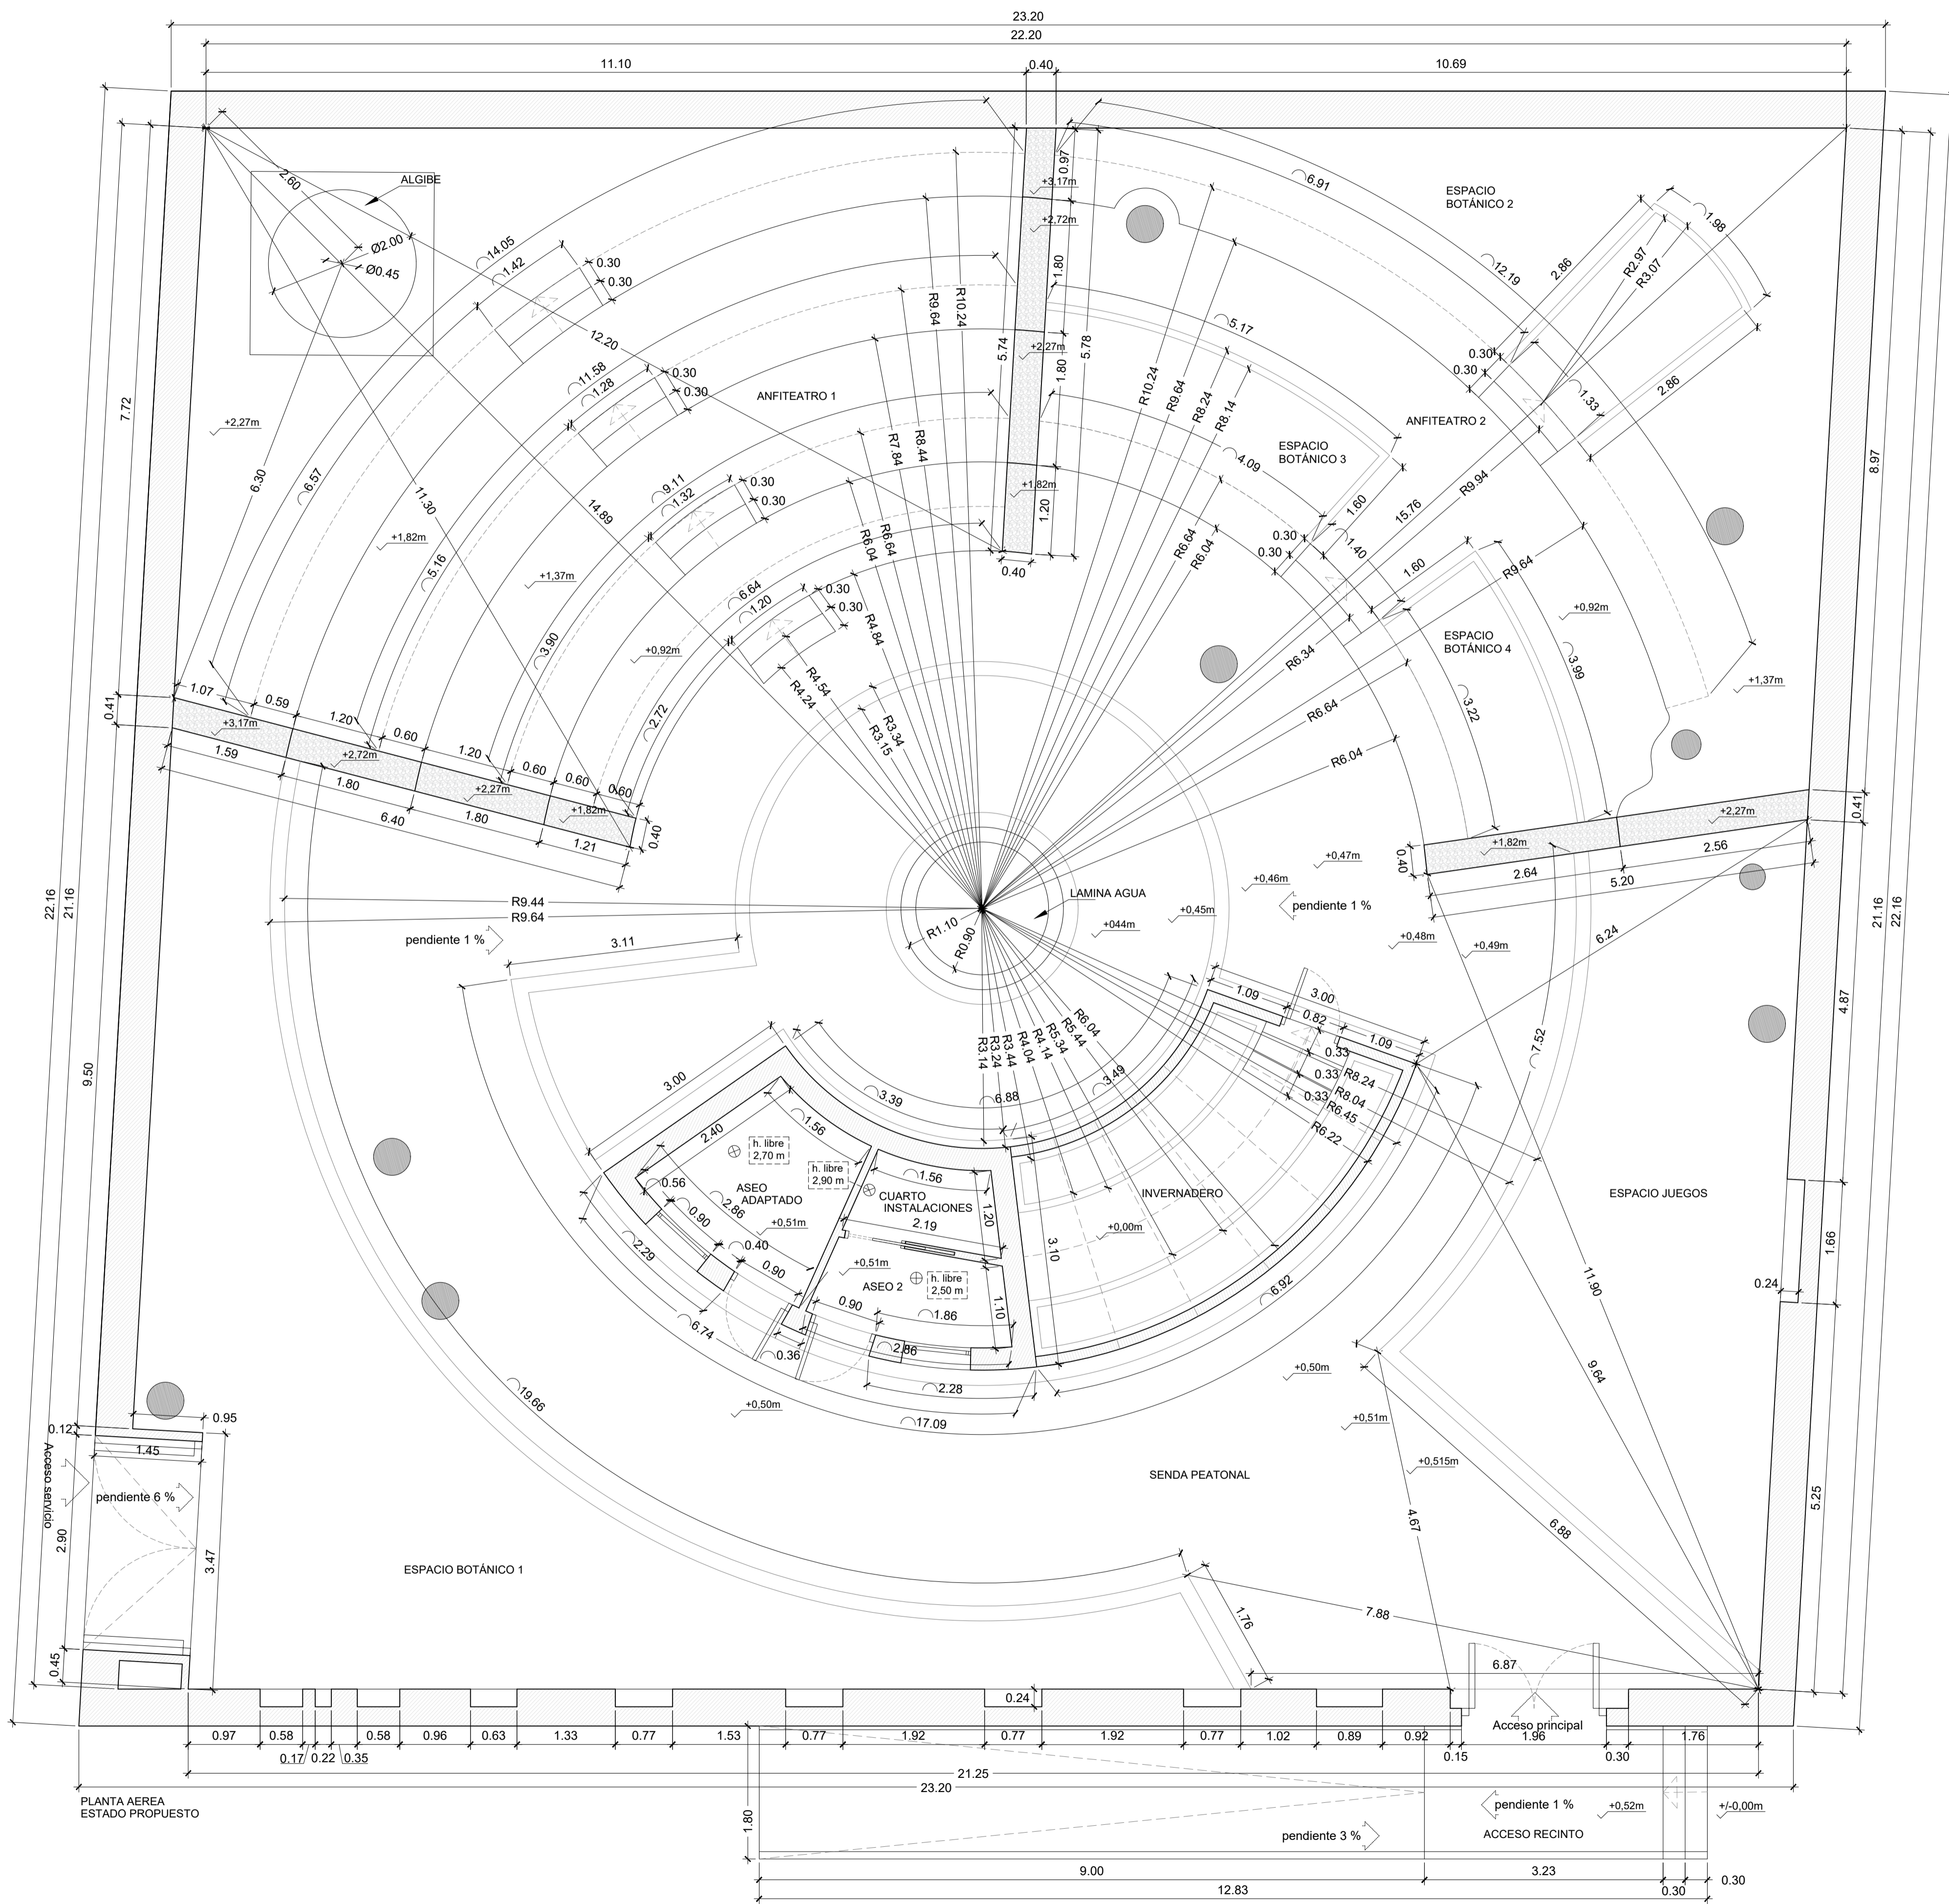 23.20
22.20
11.10
0.40
10.69
ALGIBE
2.60
Ø2.00
Ø0.45
14.05
1.42
0.30
0.30
12.20
11.58
1.28
0.30
0.30
ANFITEATRO 1
9.11
1.32
0.30
0.30
6.64
1.20
0.30
0.30
7.72
+2,27m
6.30
6.57
11.30
14.89
+1,82m
5.16
+1,37m
3.90
+0,92m
2.72
R10.24
R9.64
R8.44
R7.84
R6.64
R6.04
R4.84
R4.54
R4.24
R3.34
R3.15
0.97
+3,17m
+2,72m
1.80
5.74
5.78
+2,27m
1.80
+1,82m
1.20
0.40
6.91
ESPACIO
BOTÁNICO 2
12.19
1.98
2.86
R2.97
R3.07
5.17
0.30
0.30
1.33
2.86
ANFITEATRO 2
ESPACIO
BOTÁNICO 3
4.09
1.60
0.30
0.30
1.40
R10.24
R9.64
R8.24
R8.14
R6.64
R6.04
15.76
R9.94
1.60
R9.64
+0,92m
R6.34
ESPACIO
BOTÁNICO 4
3.99
3.22
R6.64
R6.04
+1,37m
8.97
0.41
1.07
0.59
+3,17m
1.59
1.20
+2,72m
0.60
1.80
1.20
+2,27m
0.60
0.60
0.60
+1,82m
6.40
1.80
1.21
0.40
0.41
+2,27m
+1,82m
0.40
2.56
2.64
5.20
+0,47m
+0,46m
pendiente 1 %
+0,45m
+044m
LAMINA AGUA
+0,48m
+0,49m
6.24
22.16
21.16
21.16
22.16
R9.44
R9.64
pendiente 1 %
3.11
R1.10
R0.90
9.50
3.00
3.39
6.88
3.49
R3.14
R3.24
R3.44
R4.04
R4.14
R5.34
R5.44
R6.04
1.09
3.00
0.82
1.09
0.33
0.33
0.33
R8.24
R8.04
R6.45
R6.22
7.52
4.87
2.40
1.56
h. libre
2,70 m
h. libre
2,90 m
ASEO
ADAPTADO
0.56
0.90
2.86
+0,51m
0.40
2.29
0.90
1.56
CUARTO
INSTALACIONES
2.19
1.20
3.10
+0,51m
ASEO 2
h. libre
2,50 m
0.90
1.86
1.10
2.86
0.36
2.28
6.74
17.09
INVERNADERO
+0,00m
6.92
ESPACIO JUEGOS
11.90
9.64
0.24
1.66
+0,50m
+0,50m
+0,51m
+0,515m
19.66
0.95
0.12
1.45
Acceso servicio
pendiente 6 %
2.90
3.47
SENDA PEATONAL
4.67
6.88
5.25
ESPACIO BOTÁNICO 1
1.76
7.88
6.87
0.45
0.24
Acceso principal
0.97
0.58
0.17
0.22
0.35
0.58
0.96
0.63
1.33
0.77
1.53
0.77
1.92
0.77
1.92
0.77
1.02
0.89
0.92
0.15
1.96
0.30
1.76
21.25
23.20
PLANTA AEREA
ESTADO PROPUESTO
1.80
pendiente 1 %
+0,52m
+/-0,00m
pendiente 3 %
ACCESO RECINTO
9.00
3.23
0.30
0.30
12.83